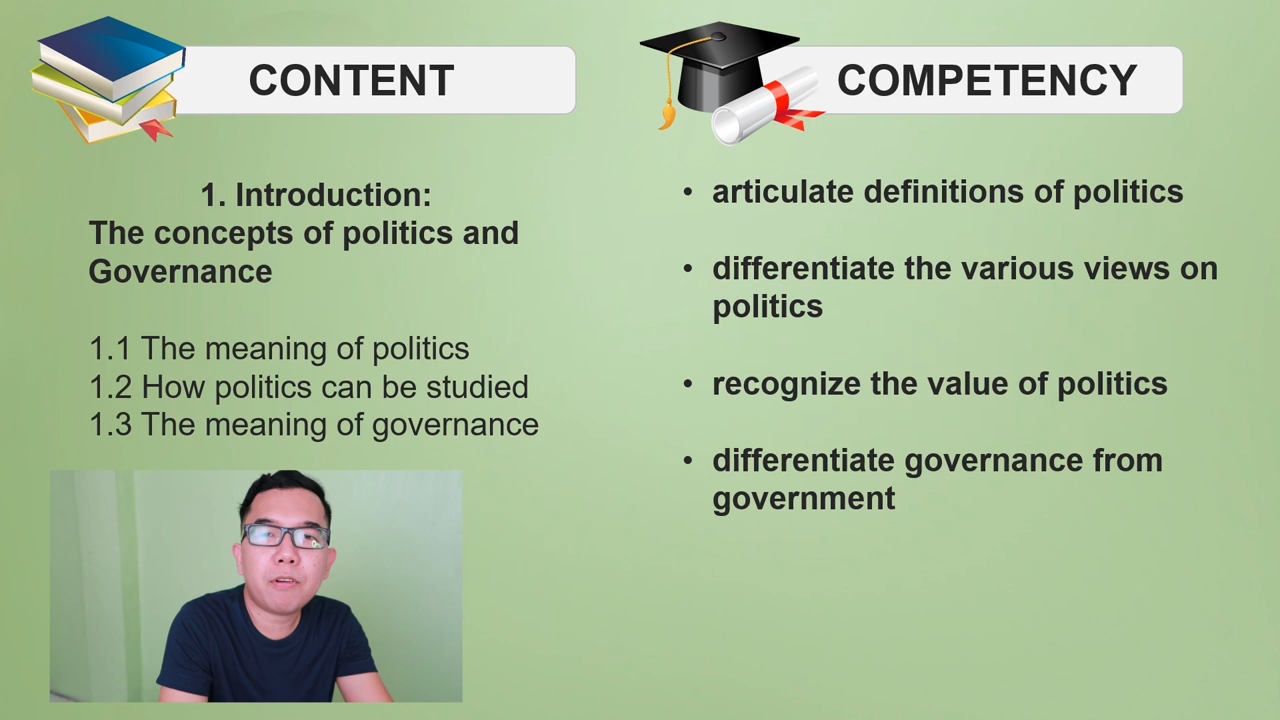 CONTENT
1. Introduction:
The concepts of politics and
Governance
1.1 The meaning of politics
1.2 How politics can be studied
1.3 The meaning of governance
COMPETENCY
• articulate definitions of politics
• differentiate the various views on
politics
• recognize the value of politics
• differentiate governance from
government